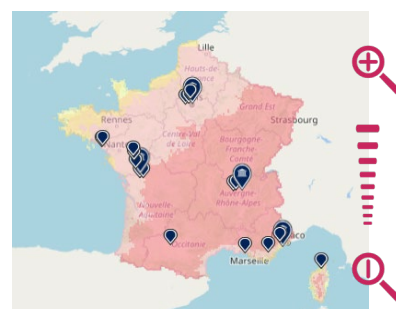 Lille
Hauts-de-
France
Grand Est
Strasbourg
Rennes
Centre-Val
de Loire
Bourgogne
Franche
Comté
Auvergne-
Rhône-Alpes
Nouvelle-
Aquitaine
Occitanie
Marseille